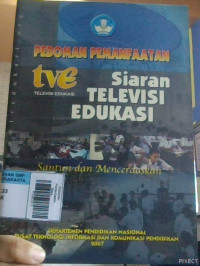 PEDOMAN PEMANFAATAN
tve
TELEVISI EDUKASI
Siaran
TELEVISI
EDUKASI
Santun dan Mencerdaskan
DEPARTEMEN PENDIDIKAN NASIONAL
PUSAT TEKNOLOGI INFORMASI DAN KOMUNIKASI PENDIDIKAN
2007
PIXECT